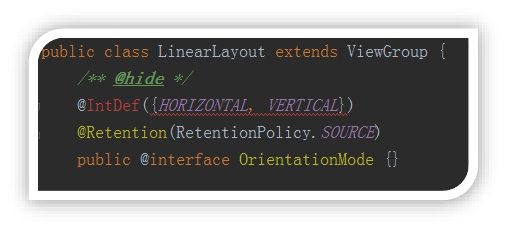 public class LinearLayout extends ViewGroup {
/** @hide */
@IntDef({HORIZONTAL, VERTICAL})
@Retention(RetentionPolicy.SOURCE)
public @interface OrientationMode {}